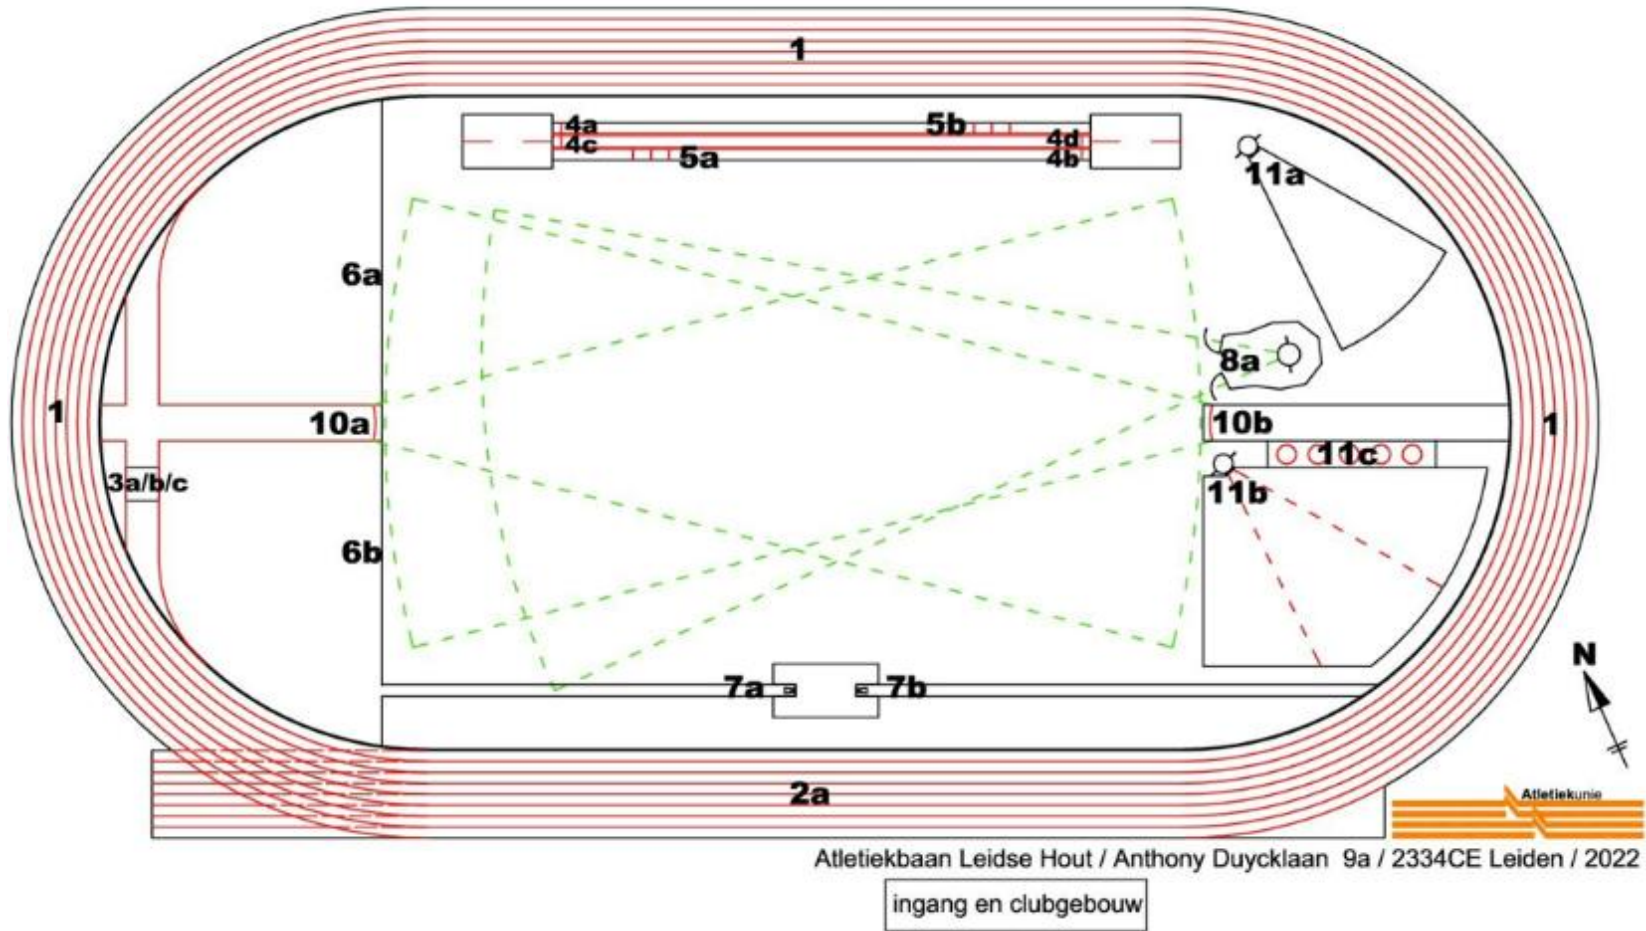 1
4a
5b
4c
4d
5a
4b
11a
6a
8a
1
10a
10b
1
11c
3a/b/c
11b
6b
N
7a
7b
2a
Atletiekunie
Atletiekbaan Leidse Hout / Anthony Duycklaan 9a / 2334CE Leiden / 2022
ingang en clubgebouw